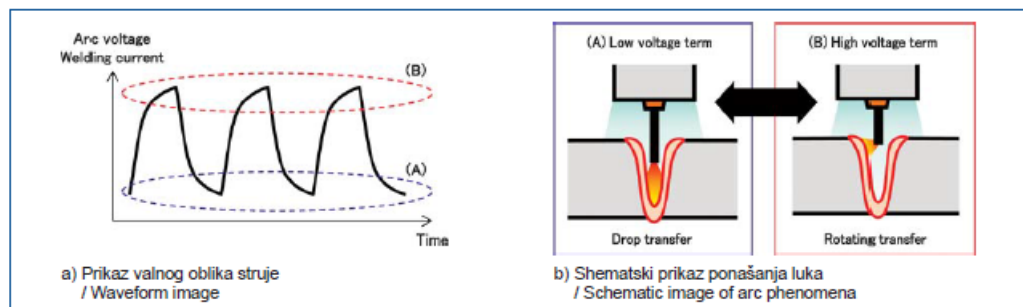 Arc voltage
Welding current
(B)
(A)
Time
a) Prikaz valnog oblika struje
/ Waveform image
(A) Low voltage term
(B) High voltage term
Drop transfer
Rotating transfer
b) Shematski prikaz ponašanja luka
/ Schematic image of arc phenomena